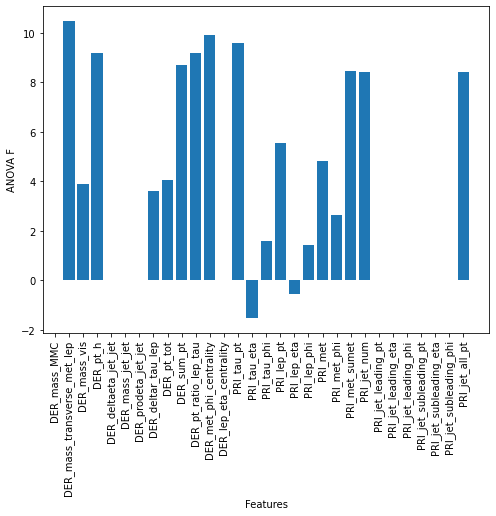 10
8
6
4
2
0
−2
ANOVA F
DER_mass_MMC
DER_mass_transverse_met_lep
DER_mass_vis
DER_pt_h
DER_deltaeta_jet_jet
DER_mass_jet_jet
DER_prodeta_jet_jet
DER_deltar_tau_lep
DER_pt_tot
DER_sum_pt
DER_pt_ratio_lep_tau
DER_met_phi_centrality
DER_lep_eta_centrality
PRI_tau_pt
PRI_tau_eta
PRI_tau_phi
PRI_lep_pt
PRI_lep_eta
PRI_lep_phi
PRI_met
PRI_met_phi
PRI_met_sumet
PRI_jet_num
PRI_jet_leading_pt
PRI_jet_leading_eta
PRI_jet_leading_phi
PRI_jet_subleading_pt
PRI_jet_subleading_eta
PRI_jet_subleading_phi
PRI_jet_all_pt
Features